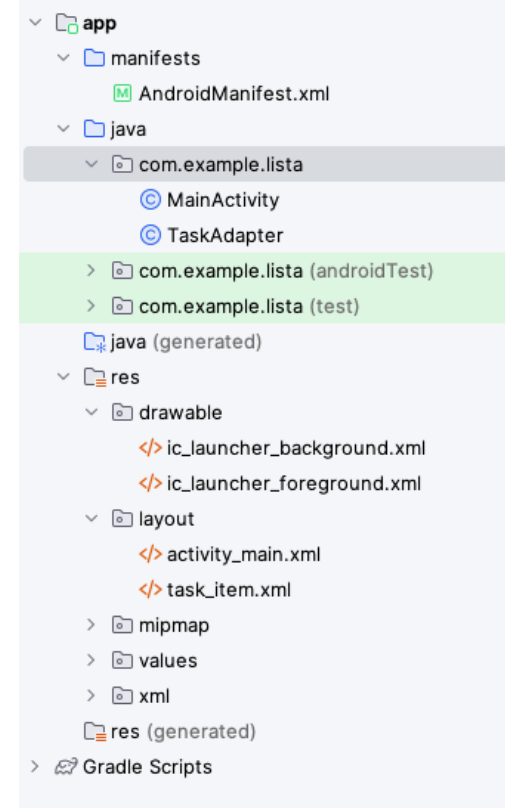 app
manifests
M AndroidManifest.xml
java
com.example.lista
C MainActivity
C TaskAdapter
com.example.lista (androidTest)
com.example.lista (test)
java (generated)
res
drawable
</> ic_launcher_background.xml
</> ic_launcher_foreground.xml
layout
</> activity_main.xml
</> task_item.xml
mipmap
values
xml
res (generated)
Gradle Scripts